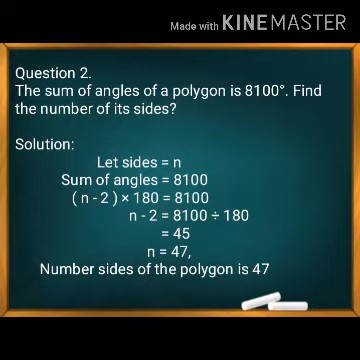 Made with KINEMASTER
Question 2.
The sum of angles of a polygon is 8100°. Find
the number of its sides?
Solution:
Let sides = n
Sum of angles = 8100
( n - 2 ) × 180 = 8100
n - 2 = 8100 ÷ 180
= 45
n = 47,
Number sides of the polygon is 47